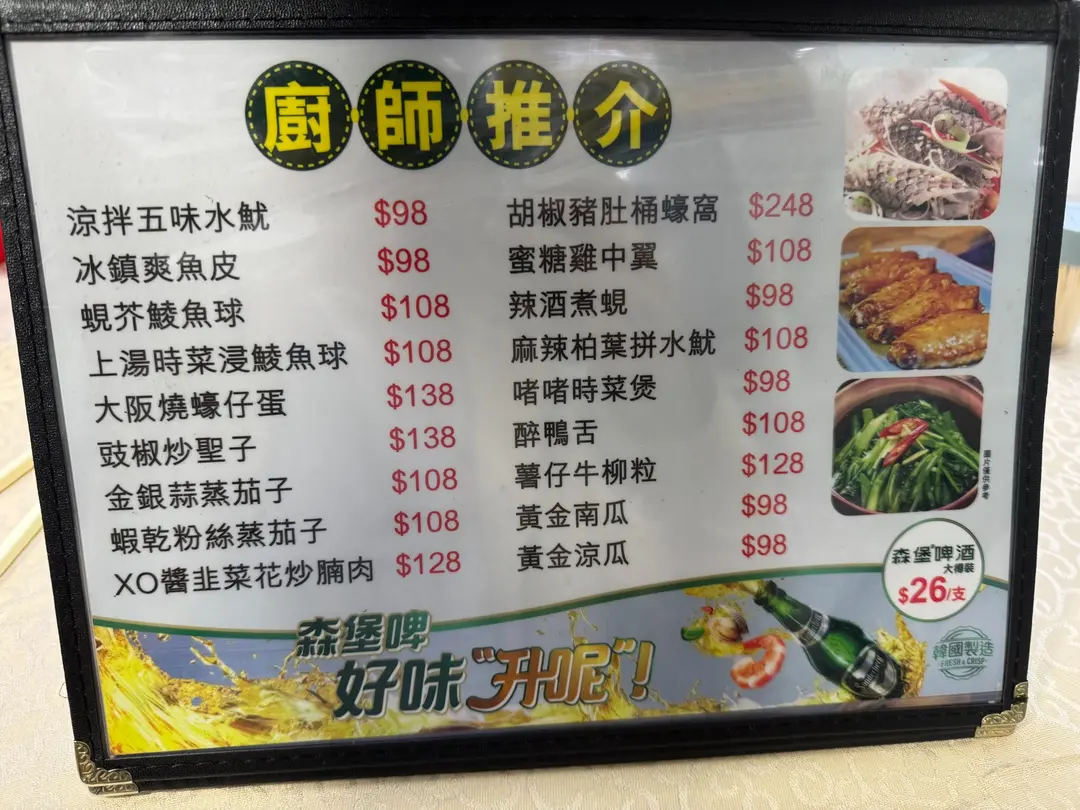 廚師推介
涼拌五味水魷 $98
冰鎮爽魚皮 $98
蜆芥鯪魚球 $108
上湯時菜浸鯪魚球 $108
大阪燒蠔仔蛋 $138
豉椒炒聖子 $138
金銀蒜蒸茄子 $108
蝦乾粉絲蒸茄子 $108
XO醬韭菜花炒腩肉 $128
胡椒豬肚桶蠔窩 $248
蜜糖雞中翼 $108
辣酒煮蜆 $98
麻辣柏葉拼水魷 $108
啫啫時菜煲 $98
醉鴨舌 $108
薯仔牛柳粒 $128
黃金南瓜 $98
黃金涼瓜 $98
圖片僅供參考
森堡啤酒
大樽裝
$26/支
森堡啤
好味"升呢"!
韓國製造
FRESH & CRISP